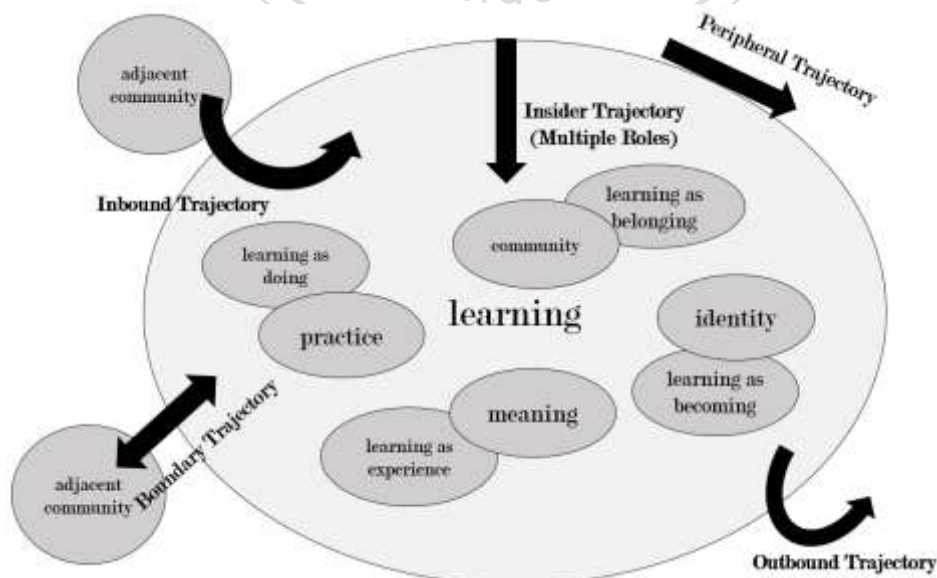 adjacent
community
Peripheral Trajectory
Insider Trajectory
(Multiple Roles)
Inbound Trajectory
learning as
belonging
community
learning as
doing
learning
practice
identity
learning as
becoming
meaning
learning as
experience
Boundary Trajectory
adjacent
community
Outbound Trajectory